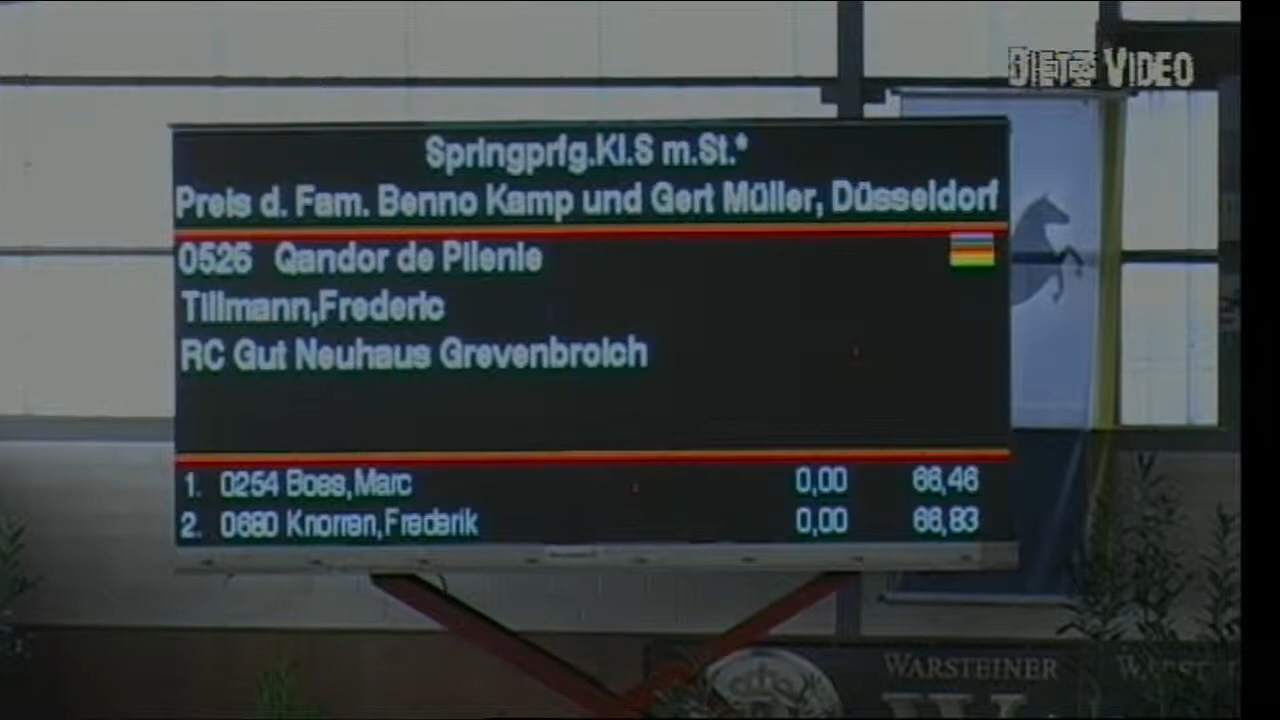 DIETZ VIDEO
Springprfg.Kl.S m.St.*
Preis d. Fam. Benno Kamp und Gert Müller, Düsseldorf
0526 Qandor de Pilenie
Tillmann,Frederic
RC Gut Neuhaus Grevenbroich
1. 0254 Boes,Marc 0,00 66,46
2. 0680 Knorren,Frederik 0,00 66,83
WARSTEINER